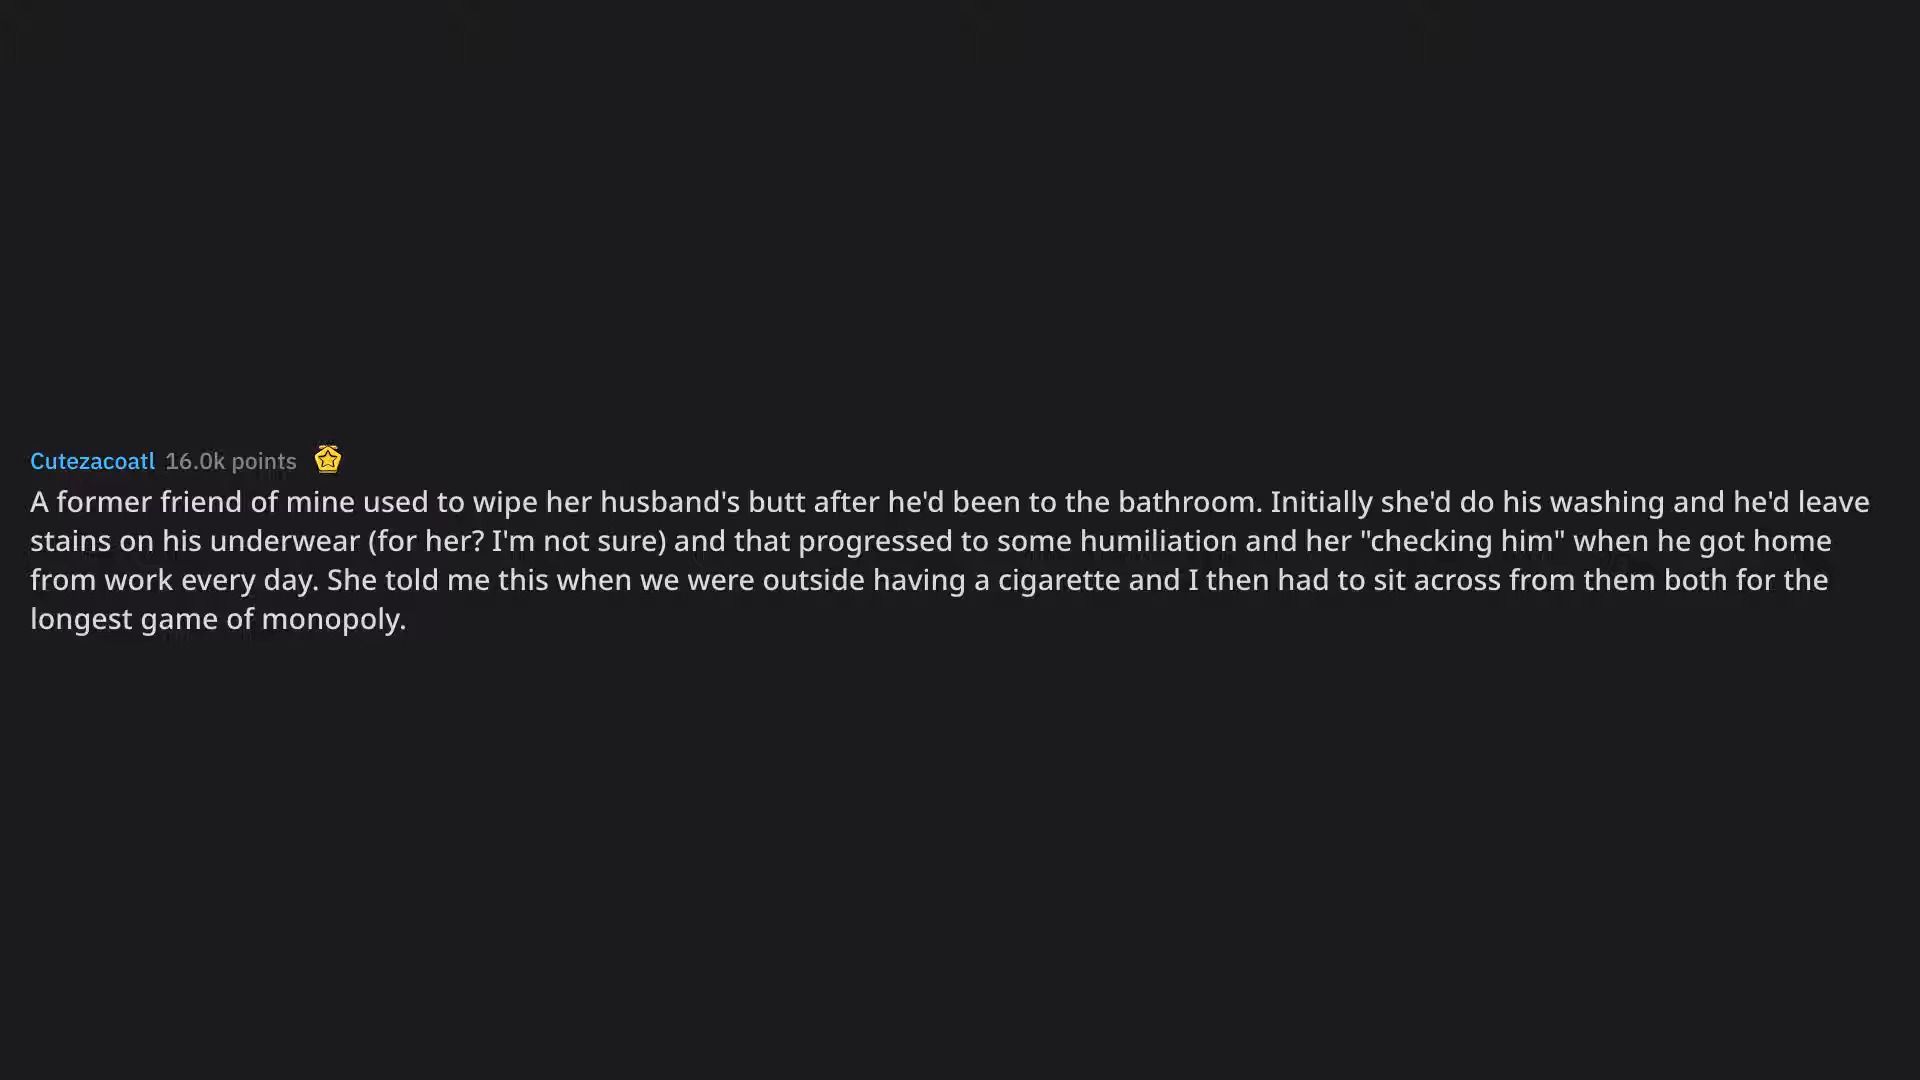 Cutezacoatl 16.0k points
A former friend of mine used to wipe her husband's butt after he'd been to the bathroom. Initially she'd do his washing and he'd leave
stains on his underwear (for her? I'm not sure) and that progressed to some humiliation and her "checking him" when he got home
from work every day. She told me this when we were outside having a cigarette and I then had to sit across from them both for the
longest game of monopoly.